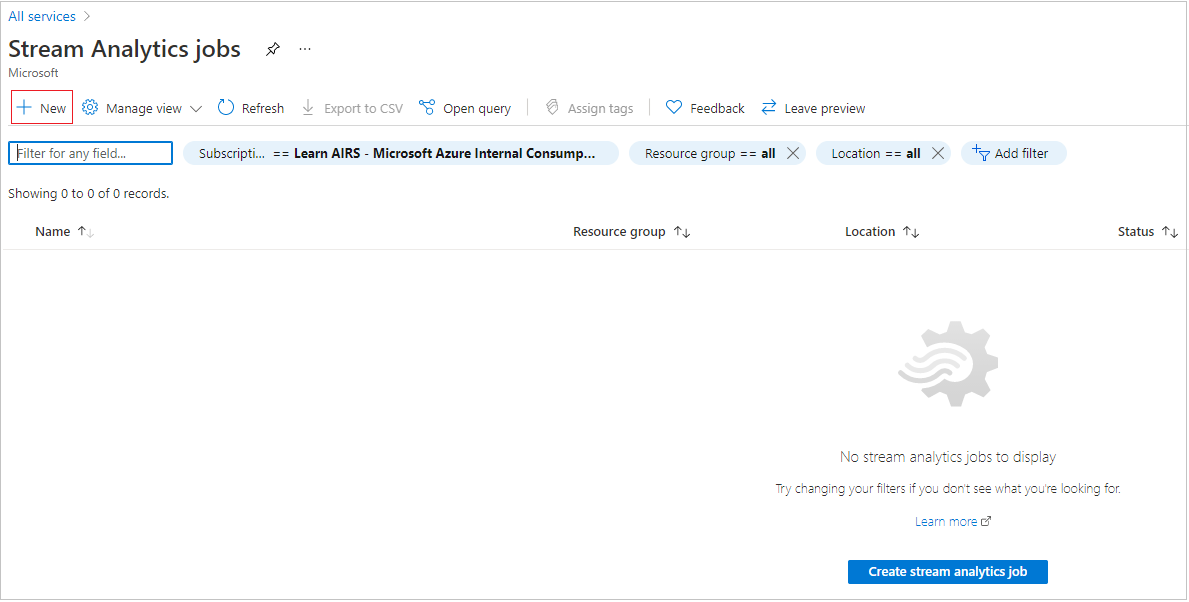 All services
Stream Analytics jobs
Microsoft
New Manage view Refresh Export to CSV Open query Assign tags Feedback Leave preview
Filter for any field... Subscripti... == Learn AIRS - Microsoft Azure Internal Consump... Resource group == all Location == all Add filter
Showing 0 to 0 of 0 records.
Name Resource group Location Status
No stream analytics jobs to display
Try changing your filters if you don't see what you're looking for.
Learn more
Create stream analytics job